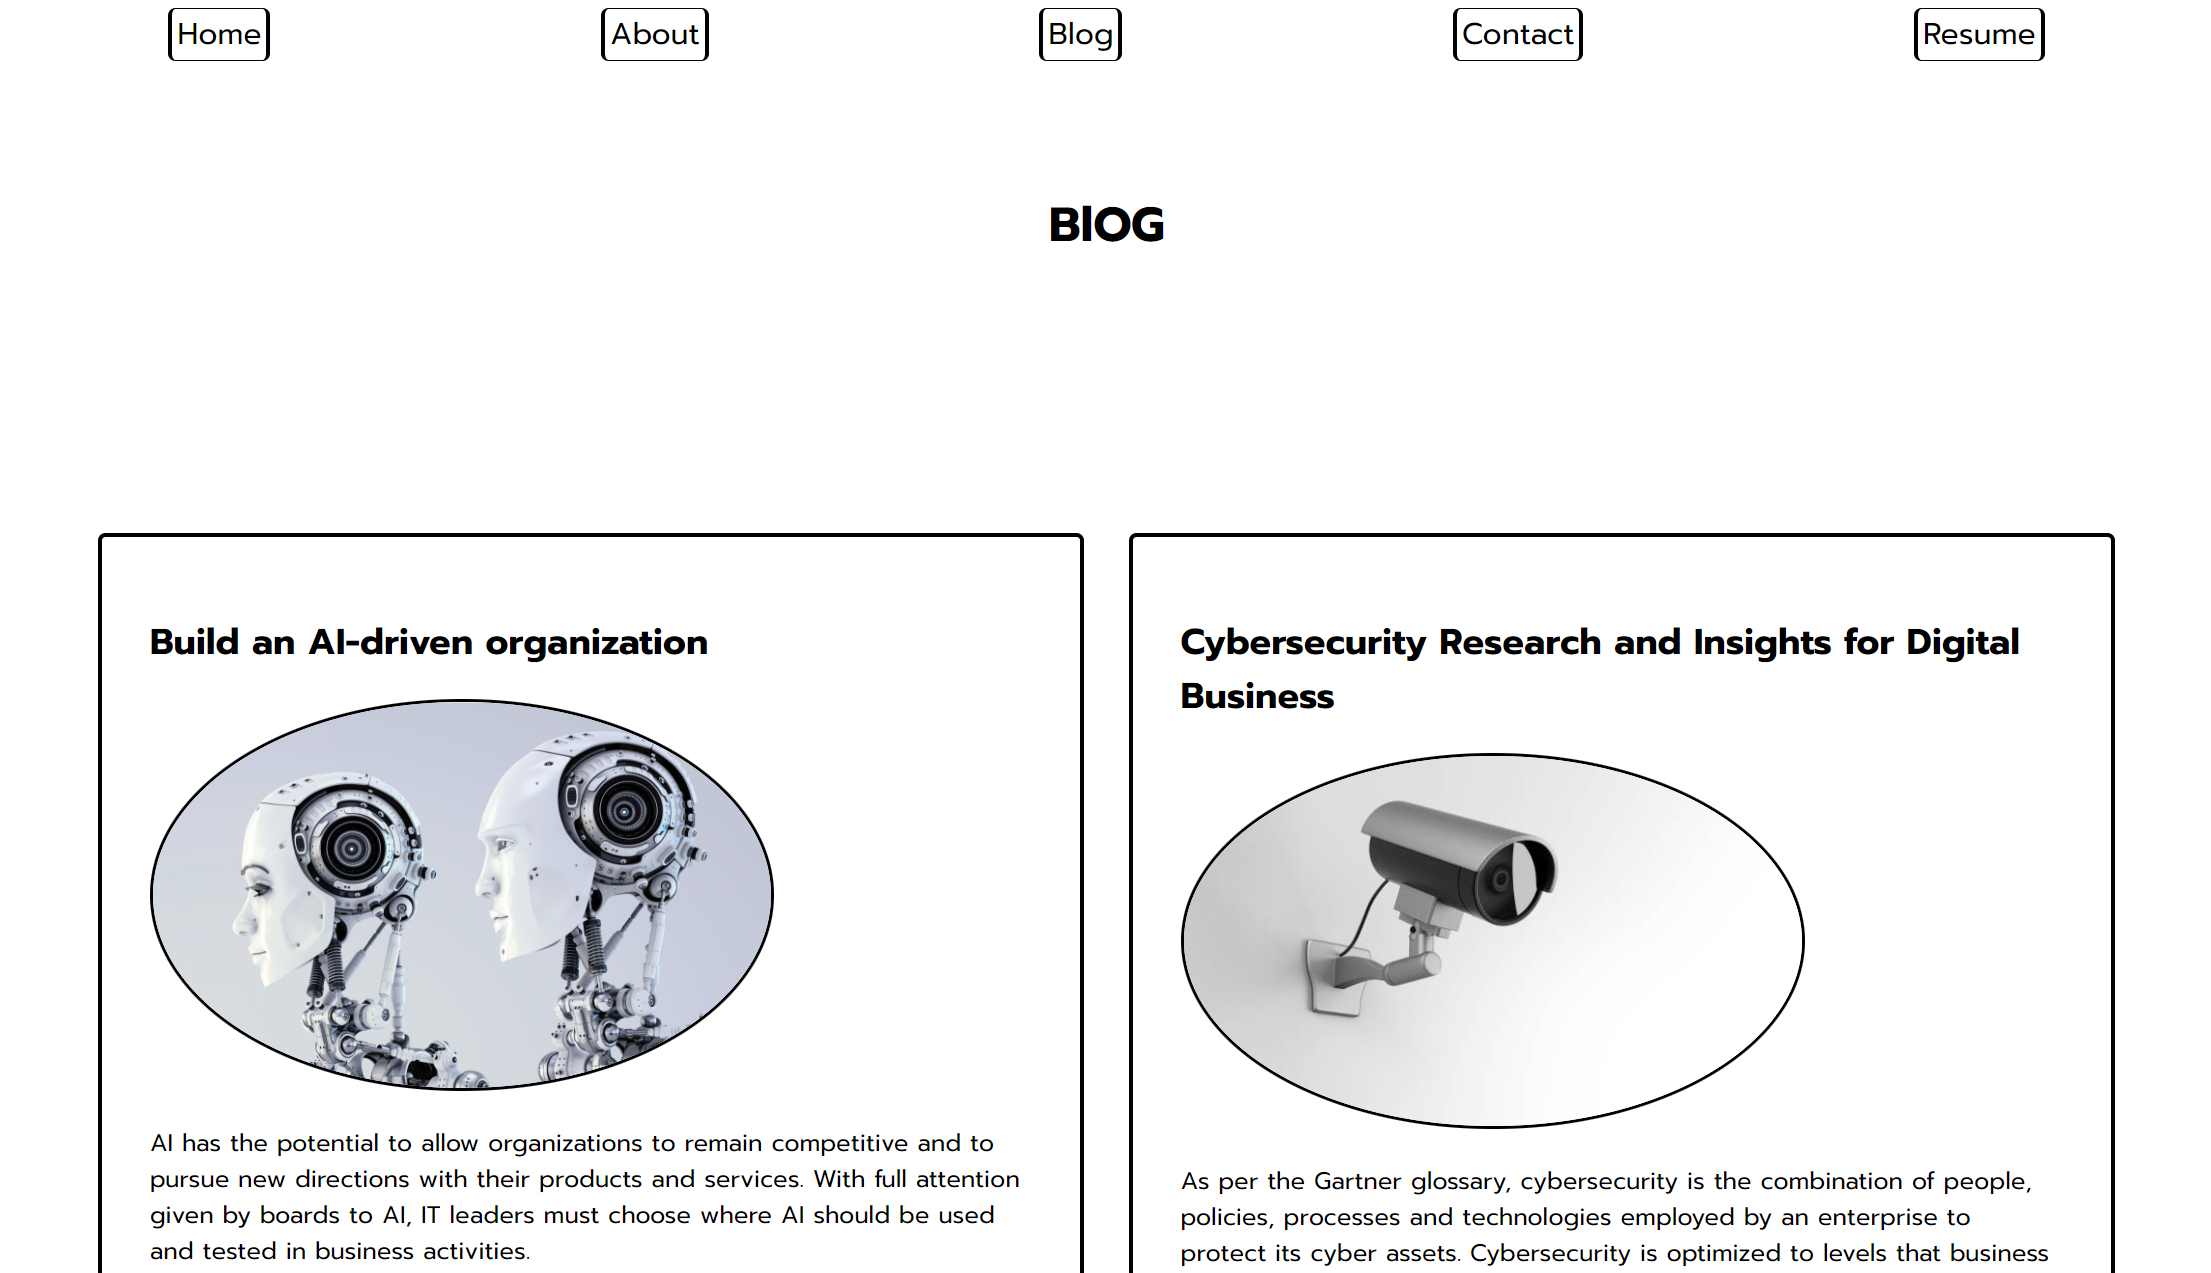 Home About Blog Contact Resume
BlOG
Build an AI-driven organization
AI has the potential to allow organizations to remain competitive and to
pursue new directions with their products and services. With full attention
given by boards to AI, IT leaders must choose where AI should be used
and tested in business activities.
Cybersecurity Research and Insights for Digital
Business
As per the Gartner glossary, cybersecurity is the combination of people,
policies, processes and technologies employed by an enterprise to
protect its cyber assets. Cybersecurity is optimized to levels that business